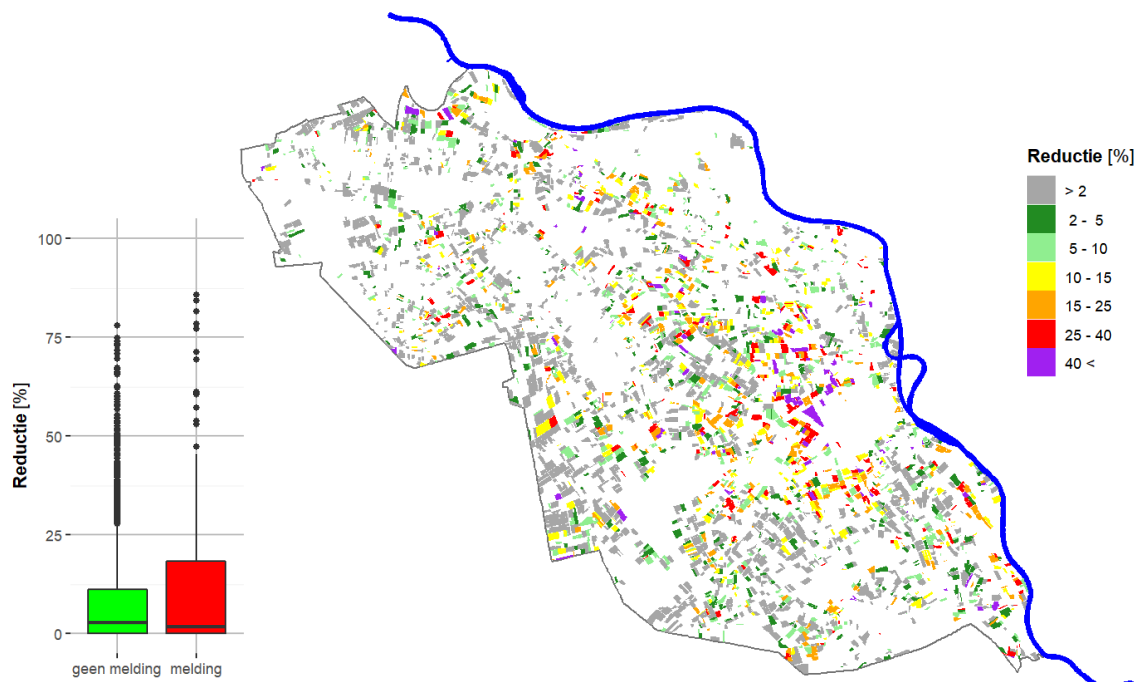 Reductie [%]
100
75
50
25
0
geen melding
melding
Reductie [%]
> 2
2 - 5
5 - 10
10 - 15
15 - 25
25 - 40
40 <